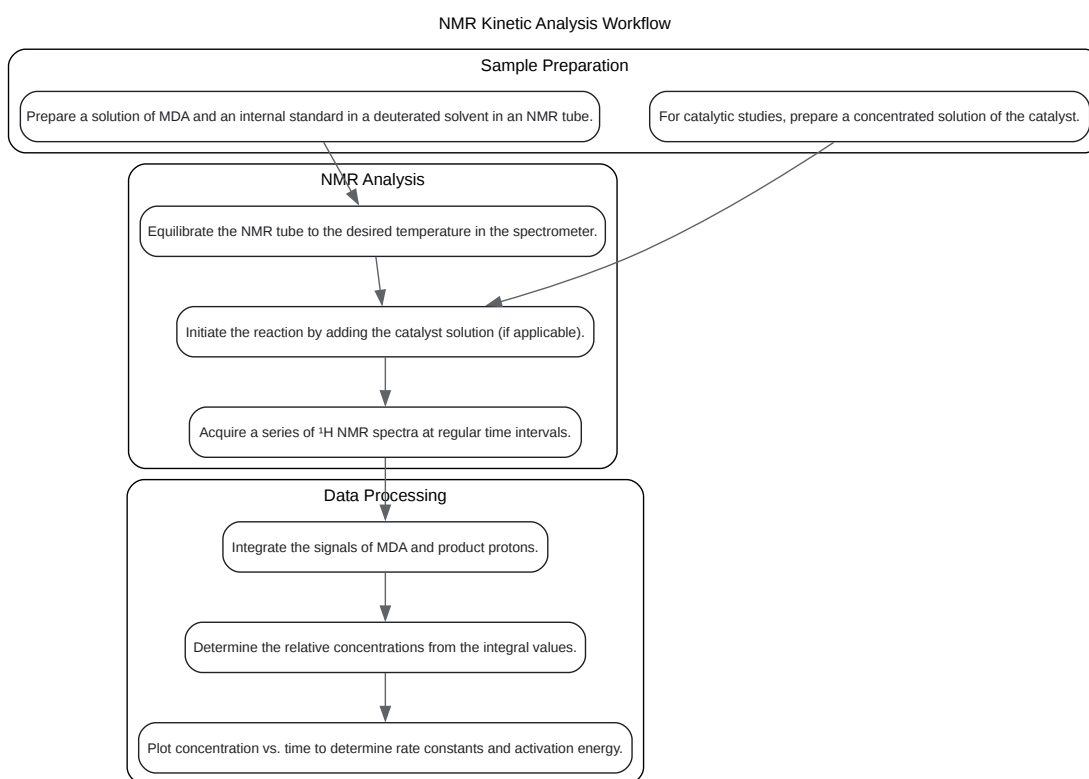 NMR Kinetic Analysis Workflow
Sample Preparation
Prepare a solution of MDA and an internal standard in a deuterated solvent in an NMR tube.
For catalytic studies, prepare a concentrated solution of the catalyst.
NMR Analysis
Equilibrate the NMR tube to the desired temperature in the spectrometer.
Initiate the reaction by adding the catalyst solution (if applicable).
Acquire a series of ¹H NMR spectra at regular time intervals.
Data Processing
Integrate the signals of MDA and product protons.
Determine the relative concentrations from the integral values.
Plot concentration vs. time to determine rate constants and activation energy.